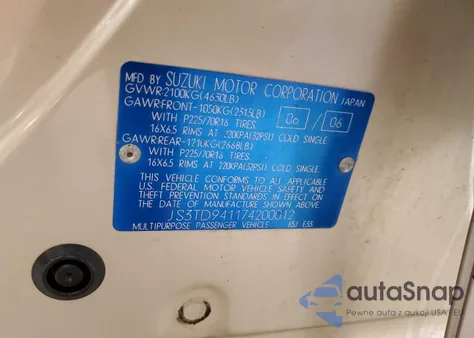 MFD BY SUZUKI MOTOR CORPORATION JAPAN
GVWR-2100KG(4630LB)
GAWR:FRONT-1050KG(2315LB)
WITH P225/70R16 TIRES
16X6.5 RIMS AT 220KPA(32PSI) COLD SINGLE
06 / 06
GAWR:REAR-1210KG(2668LB)
WITH P225/70R16 TIRES
16X6.5 RIMS AT 220KPA(32PSI) COLD SINGLE
THIS VEHICLE CONFORMS TO ALL APPLICABLE
U.S. FEDERAL MOTOR VEHICLE SAFETY AND
THEFT PREVENTION STANDARDS IN EFFECT ON
THE DATE OF MANUFACTURE SHOWN ABOVE
JS3TD941174200012
MULTIPURPOSE PASSENGER VEHICLE
autoSnap
Pewne auta z aukcji USA i EU